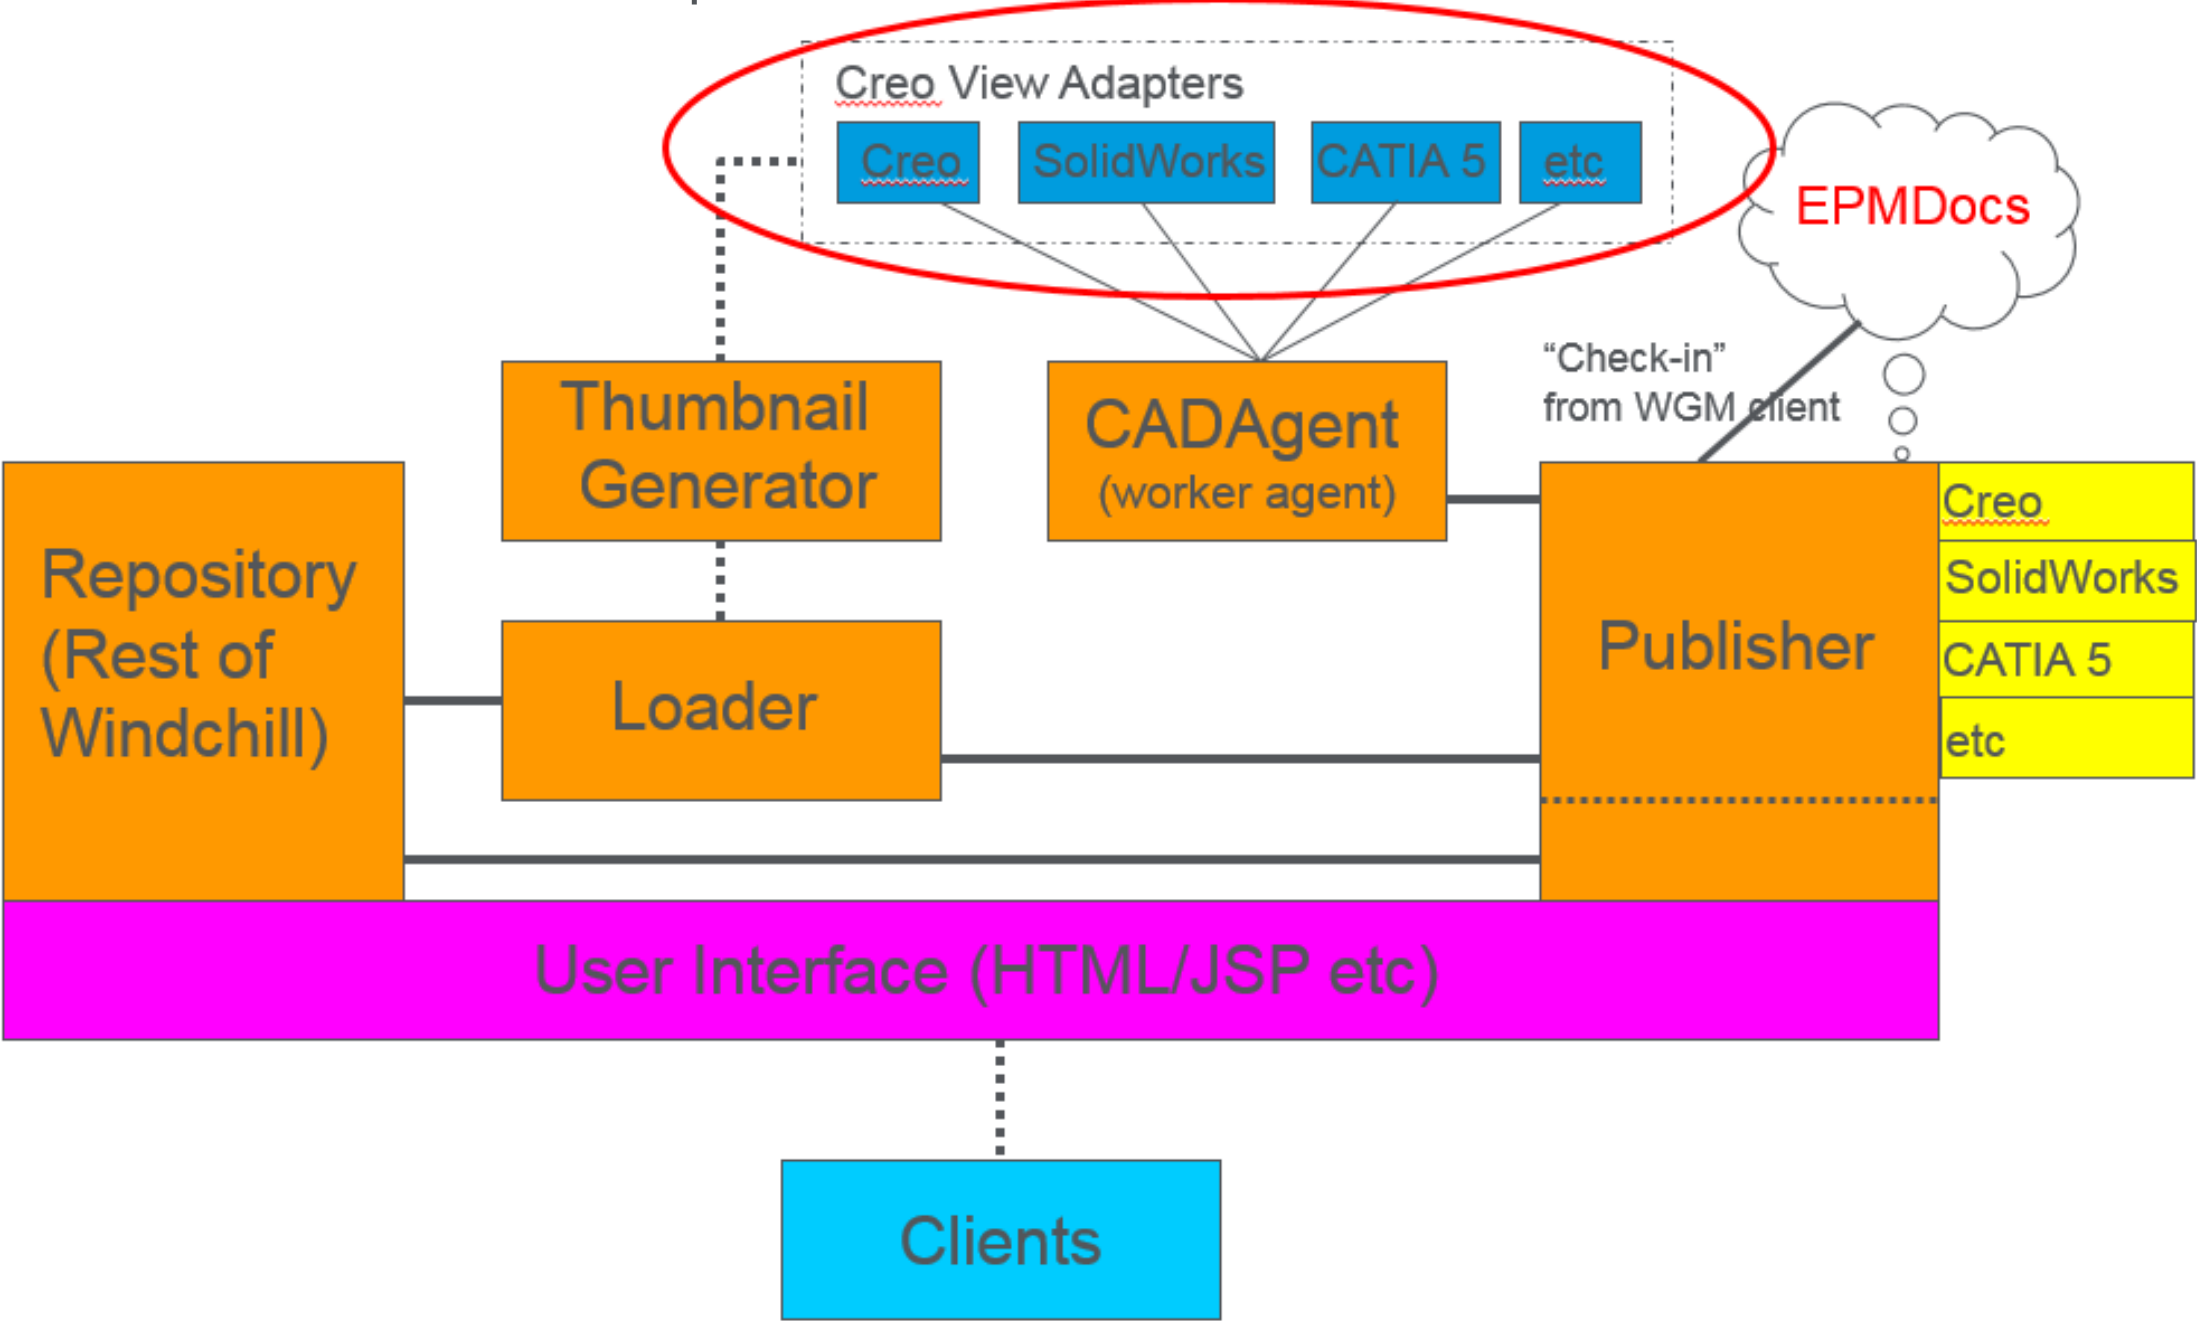 Creo View Adapters
Creo
SolidWorks
CATIA 5
etc
EPMDocs
“Check-in”
from WGM client
Thumbnail
Generator
CADAgent
(worker agent)
Repository
(Rest of
Windchill)
Loader
Publisher
Creo
SolidWorks
CATIA 5
etc
User Interface (HTML/JSP etc)
Clients